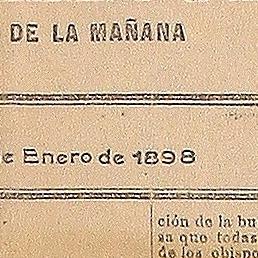 DE LA MAÑANA
e Enero de 1898
ción de la bu
sa que todas
de los obispo